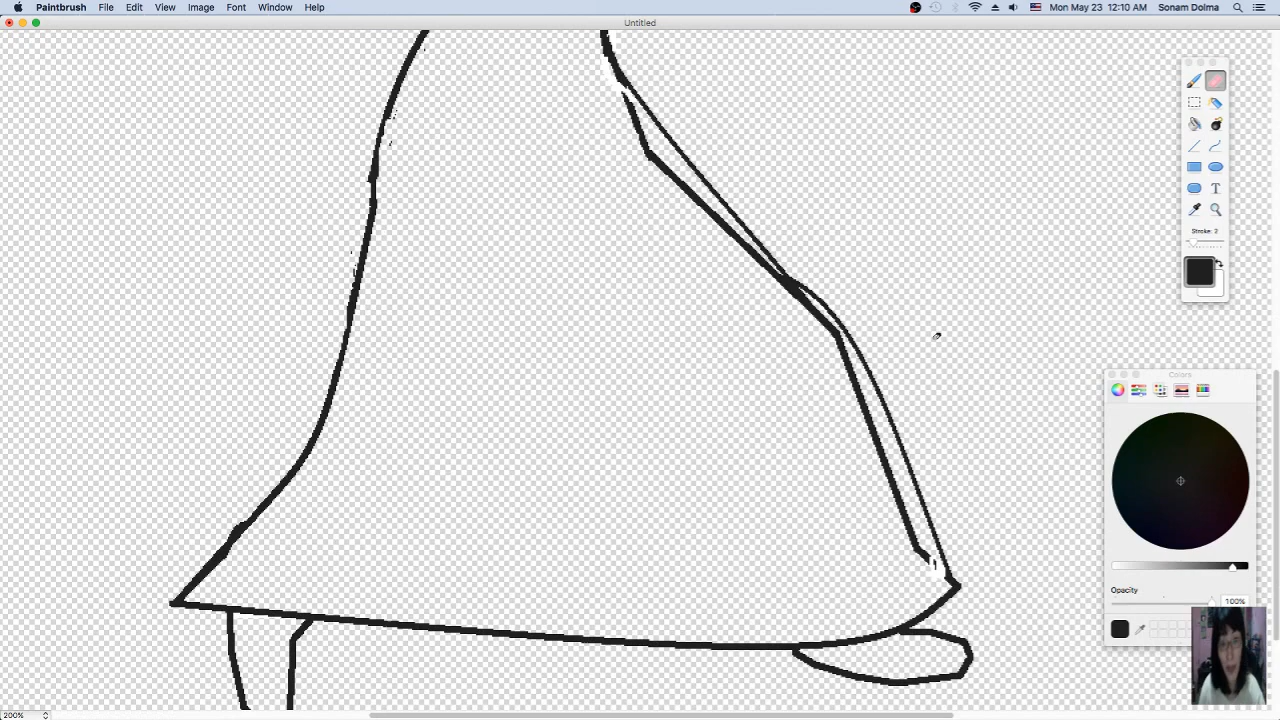 Paintbrush File Edit View Image Font Window Help Mon May 23 12:10 AM Sonam Dolma
Untitled
T
Stroke: 2
Colors
Opacity
100%
200%